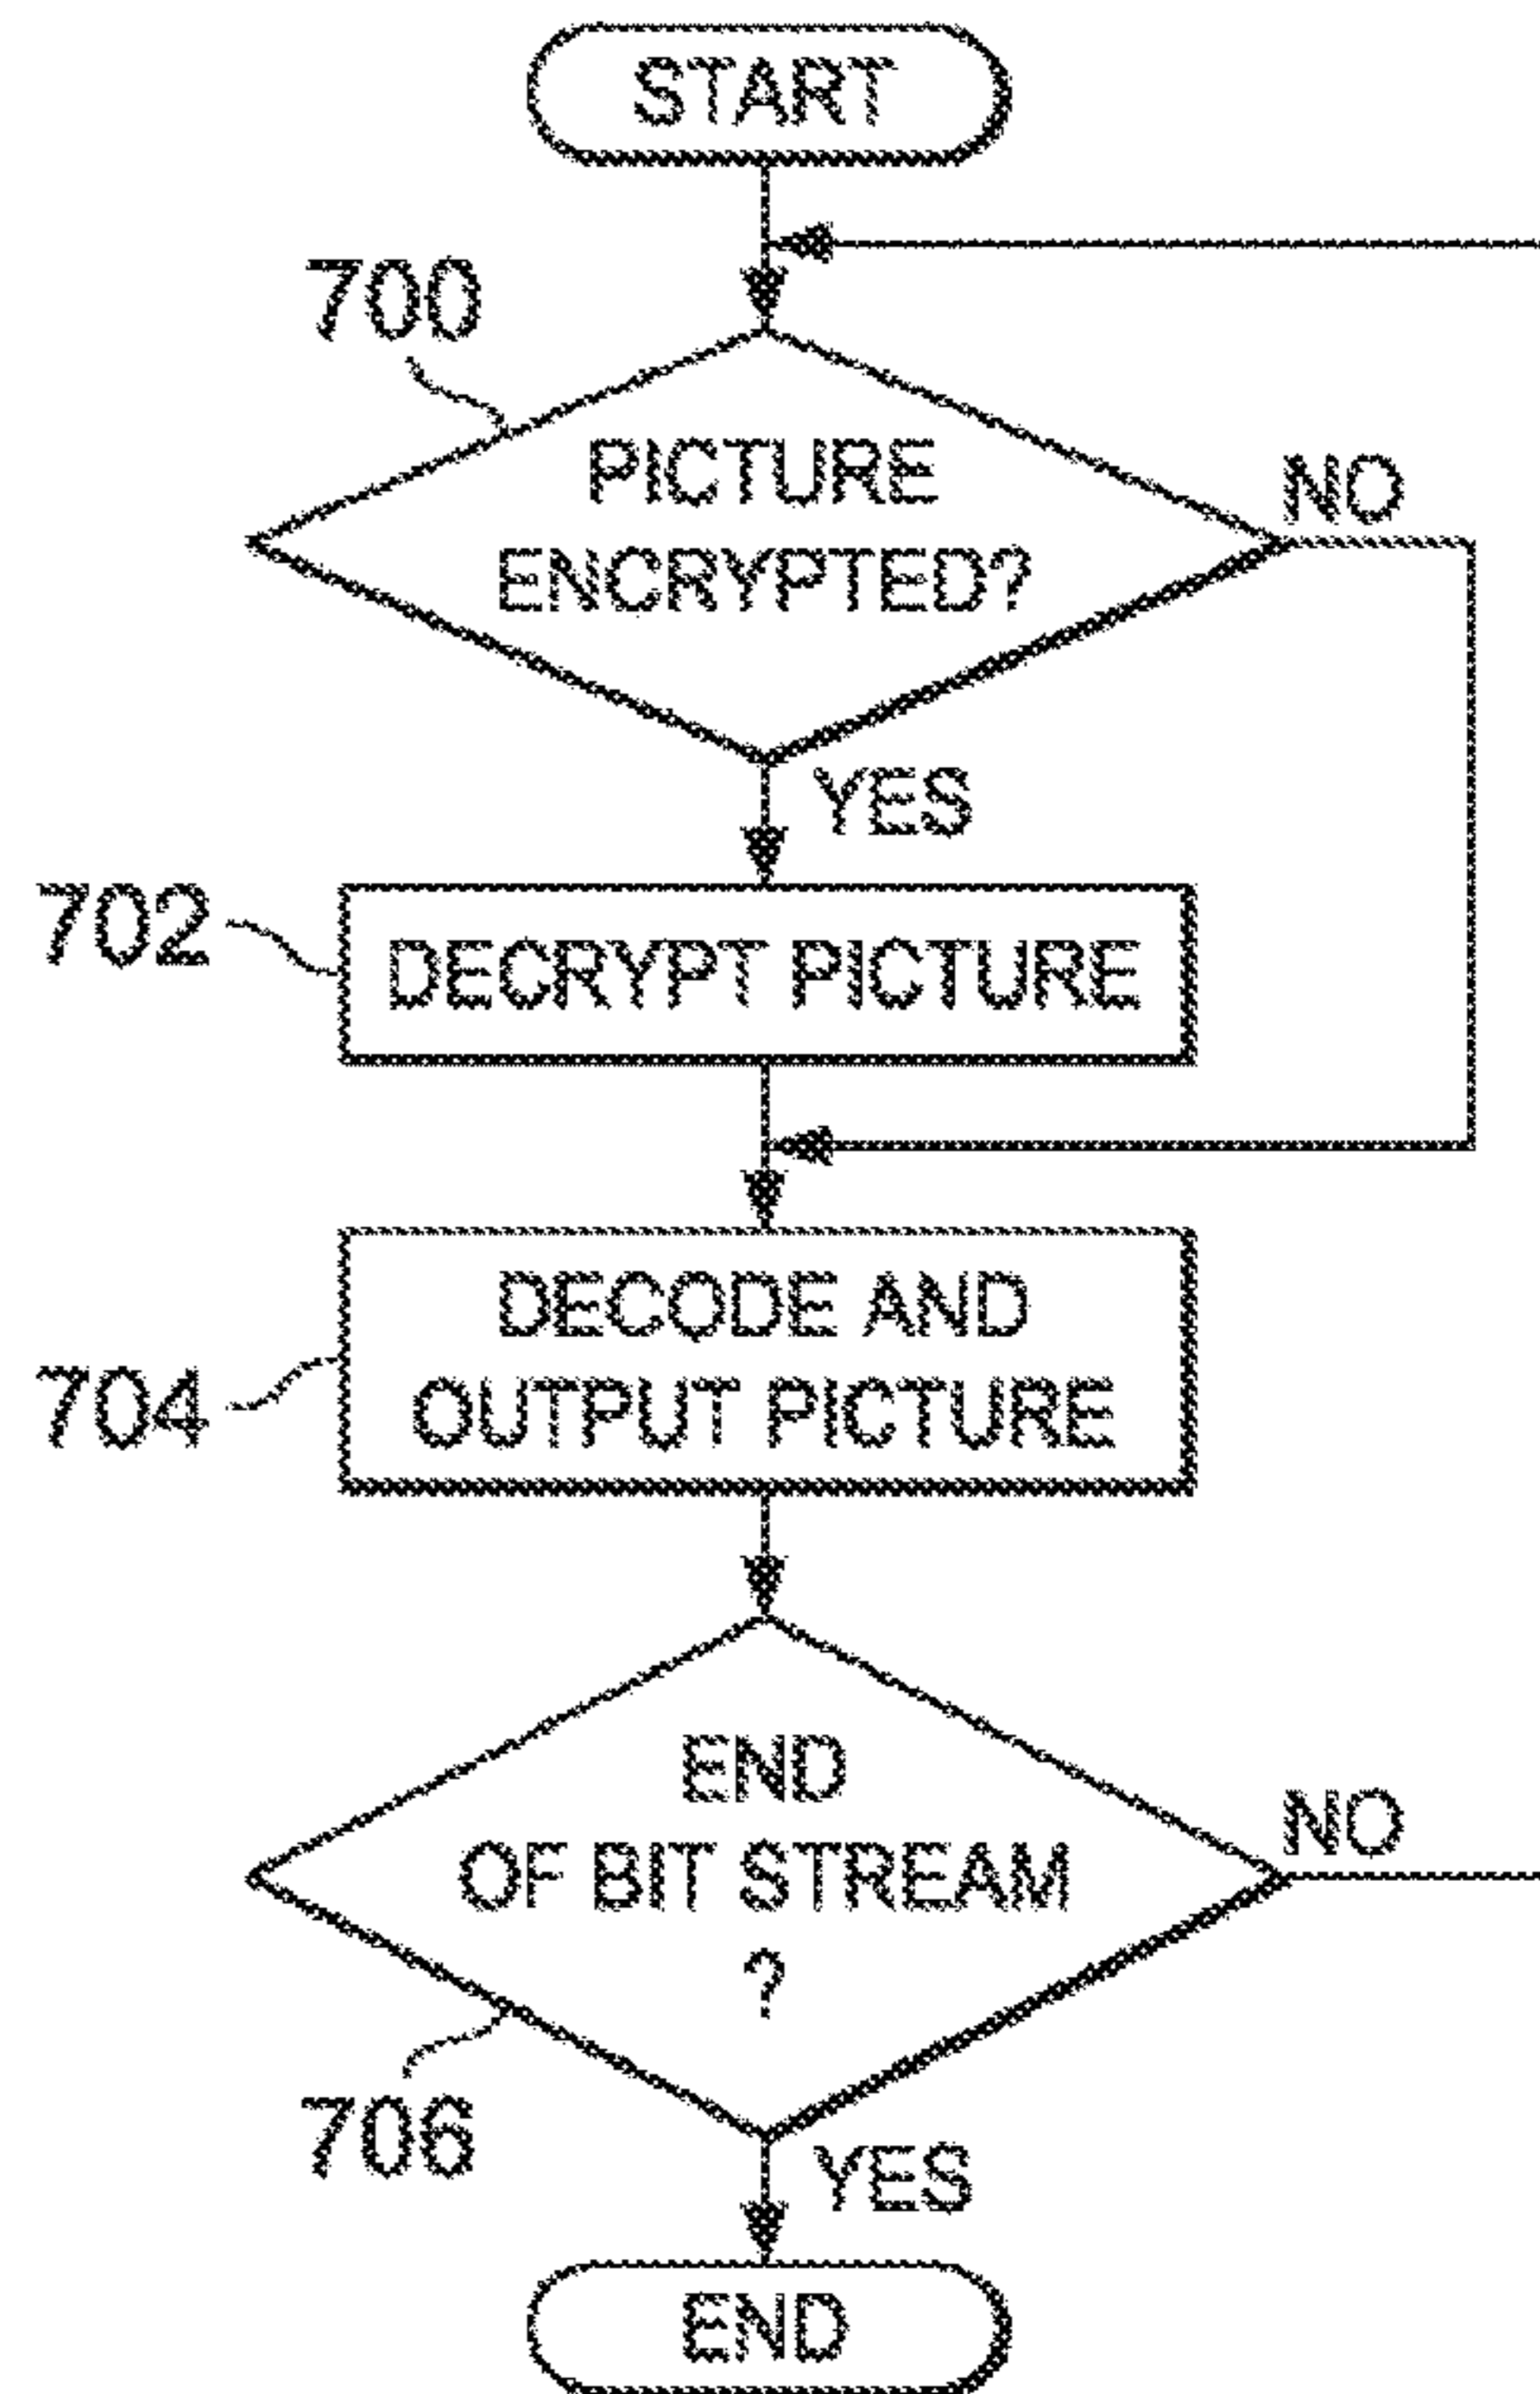 START
700
PICTURE
ENCRYPTED?
NO
YES
702
DECRYPT PICTURE
DECODE AND
OUTPUT PICTURE
704
END
OF BIT STREAM
?
NO
706
YES
END